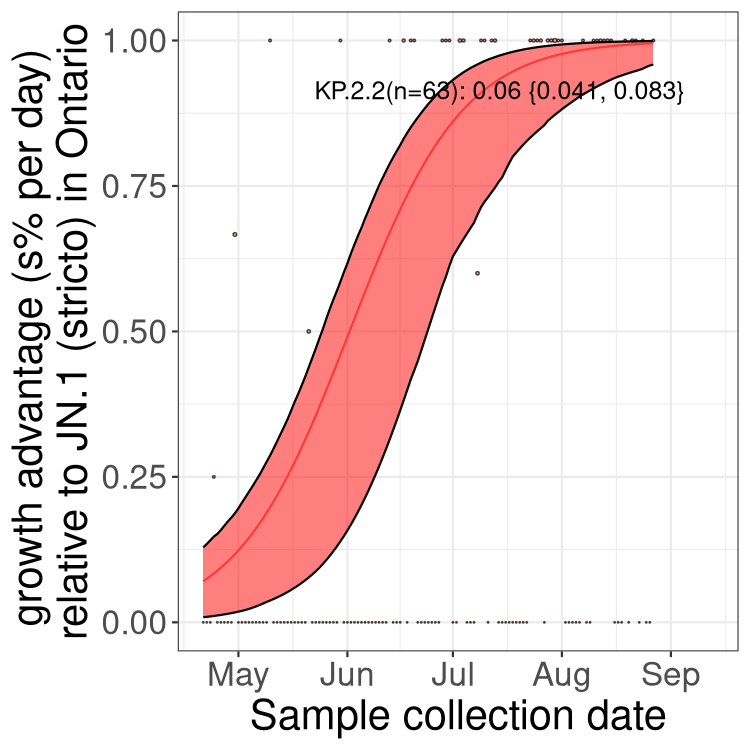 growth advantage (s% per day)
relative to JN.1 (stricto) in Ontario
1.00
0.75
0.50
0.25
0.00
KP.2.2(n=63): 0.06 {0.041, 0.083}
May Jun Jul Aug Sep
Sample collection date